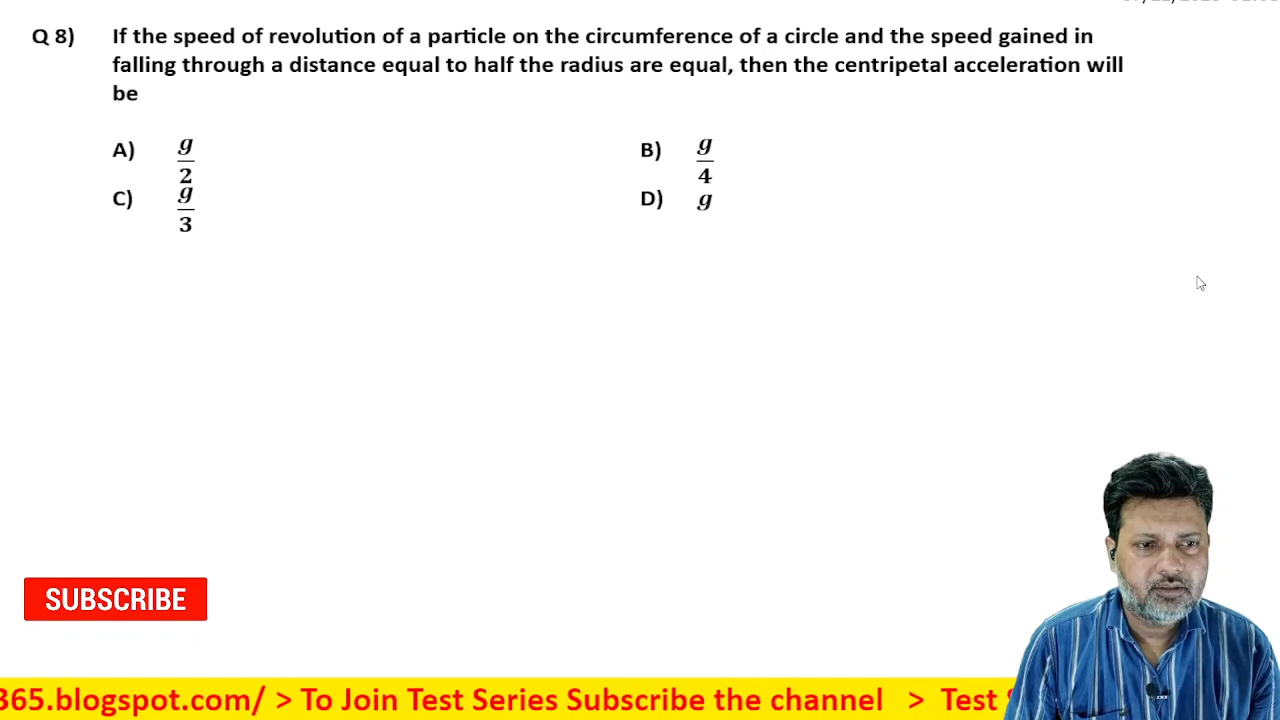 Q 8) If the speed of revolution of a particle on the circumference of a circle and the speed gained in
falling through a distance equal to half the radius are equal, then the centripetal acceleration will
be
A) g/2 B) g/4
C) g/3 D) g
SUBSCRIBE
365.blogspot.com/ > To Join Test Series Subscribe the channel > Test